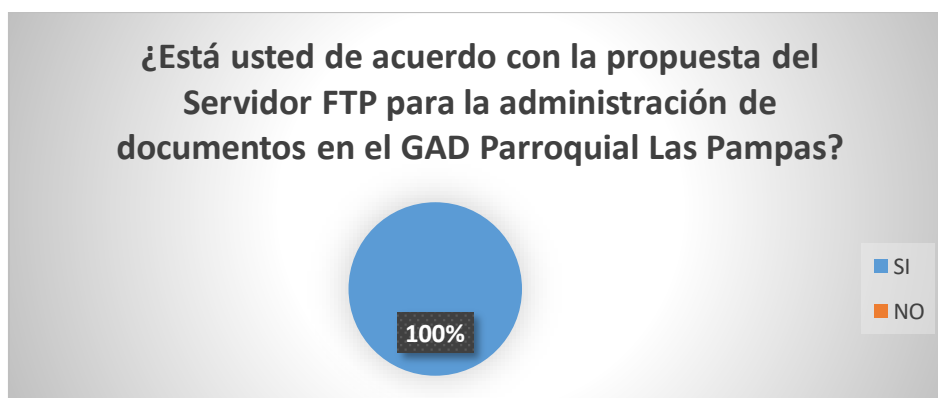 ¿Está usted de acuerdo con la propuesta del
Servidor FTP para la administración de
documentos en el GAD Parroquial Las Pampas?
SI
NO
100%